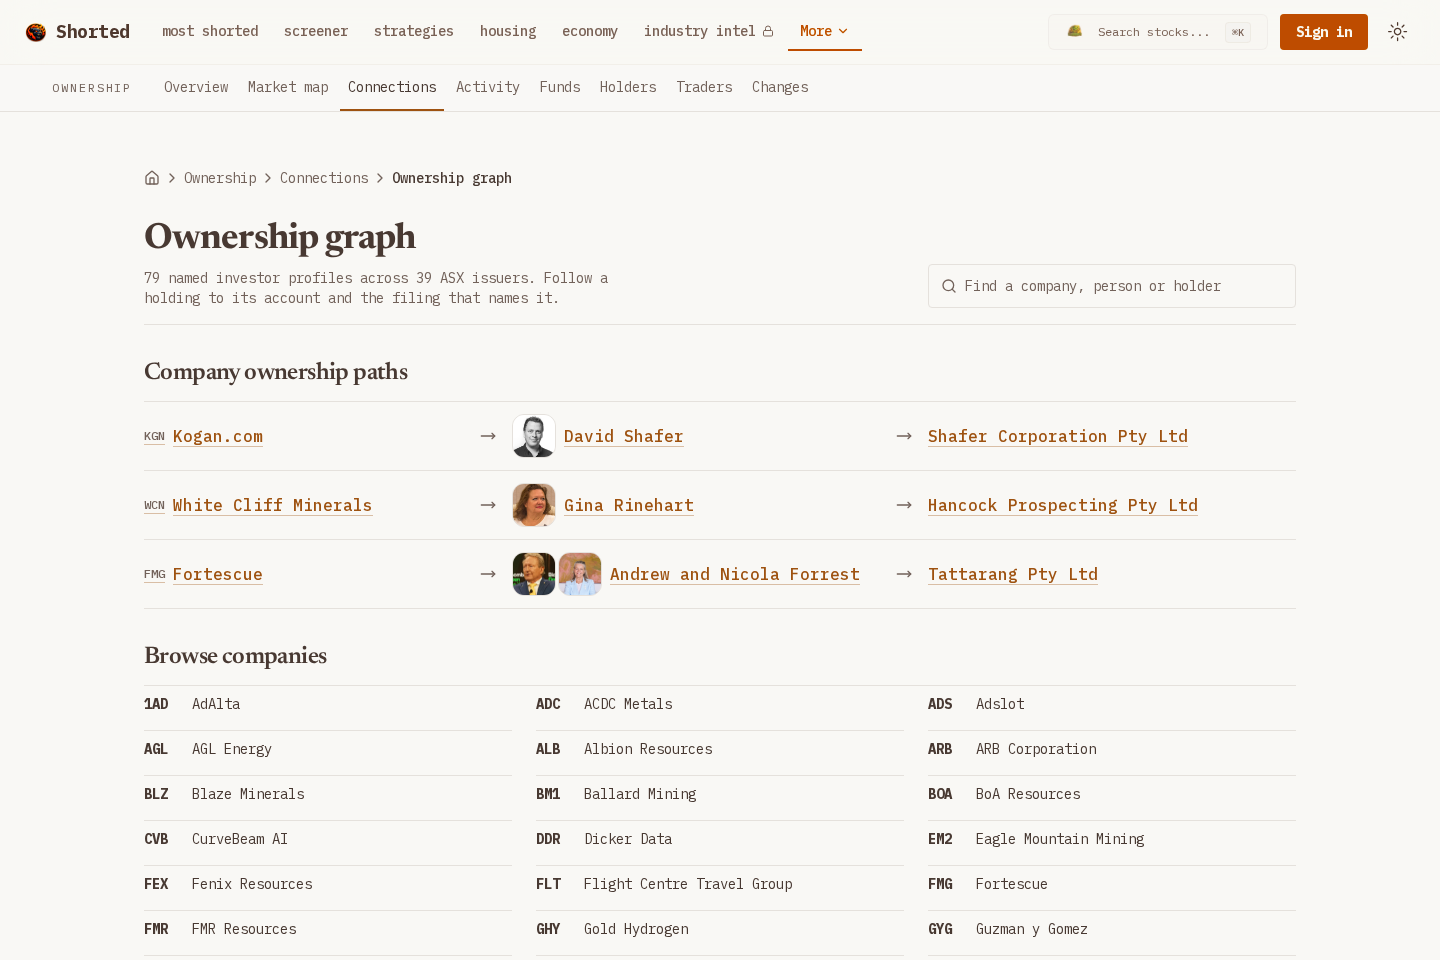 Shorted
most shorted
screener
strategies
housing
economy
industry intel
More
Search stocks...
⌘K
Sign in
OWNERSHIP
Overview
Market map
Connections
Activity
Funds
Holders
Traders
Changes
Ownership
Connections
Ownership graph
Ownership graph
79 named investor profiles across 39 ASX issuers. Follow a
holding to its account and the filing that names it.
Find a company, person or holder
Company ownership paths
KGN Kogan.com → David Shafer → Shafer Corporation Pty Ltd
WCN White Cliff Minerals → Gina Rinehart → Hancock Prospecting Pty Ltd
FMG Fortescue → Andrew and Nicola Forrest → Tattarang Pty Ltd
Browse companies
1AD AdAlta
ADC ACDC Metals
ADS Adslot
AGL AGL Energy
ALB Albion Resources
ARB ARB Corporation
BLZ Blaze Minerals
BM1 Ballard Mining
BOA BoA Resources
CVB CurveBeam AI
DDR Dicker Data
EM2 Eagle Mountain Mining
FEX Fenix Resources
FLT Flight Centre Travel Group
FMG Fortescue
FMR FMR Resources
GHY Gold Hydrogen
GYG Guzman y Gomez